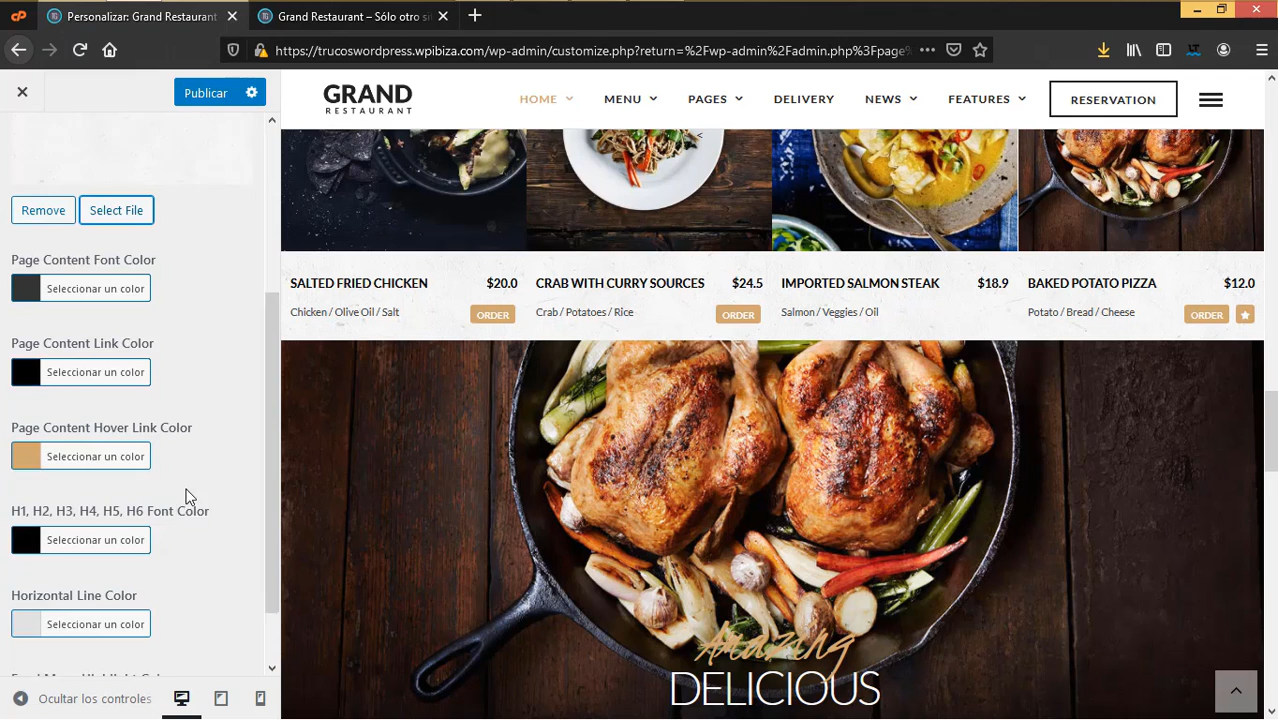 Personalizar: Grand Restaurant
Grand Restaurant – Sólo otro si
https://trucoswordpress.wpibiza.com/wp-admin/customize.php?return=%2Fwp-admin%2Fadmin.php%3Fpage
Publicar
GRAND
RESTAURANT
HOME
MENU
PAGES
DELIVERY
NEWS
FEATURES
RESERVATION
Remove
Select File
Page Content Font Color
Seleccionar un color
Page Content Link Color
Seleccionar un color
Page Content Hover Link Color
Seleccionar un color
H1, H2, H3, H4, H5, H6 Font Color
Seleccionar un color
Horizontal Line Color
Seleccionar un color
Ocultar los controles
<
SALTED FRIED CHICKEN $20.0
Chicken / Olive Oil / Salt ORDER
CRAB WITH CURRY SOURCES $24.5
Crab / Potatoes / Rice ORDER
IMPORTED SALMON STEAK $18.9
Salmon / Veggies / Oil
BAKED POTATO PIZZA $12.0
Potato / Bread / Cheese ORDER
Amazing
DELICIOUS